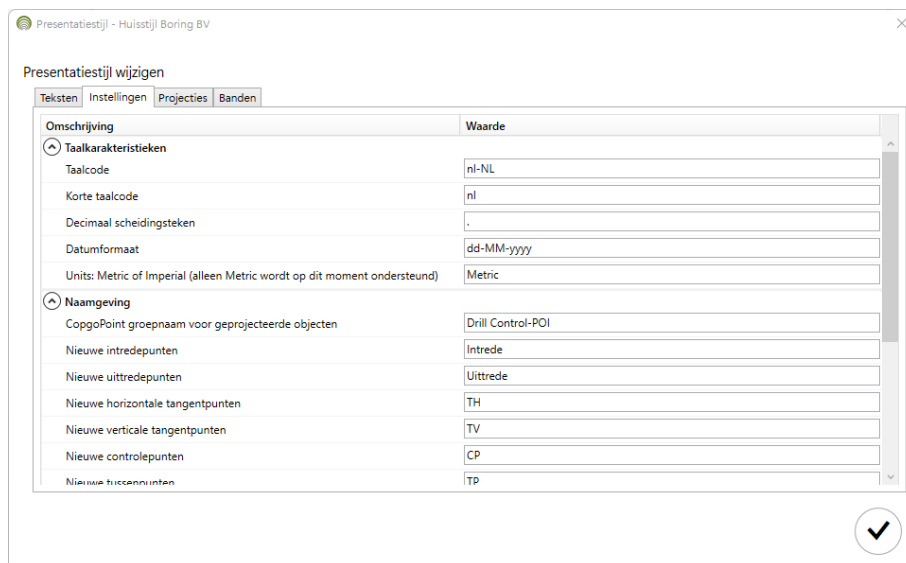 Presentatiestijl - Huisstijl Boring BV
Presentatiestijl wijzigen
Teksten Instellingen Projecties Banden
Omschrijving Waarde
Taalkarakteristieken
Taalcode nl-NL
Korte taalcode nl
Decimaal scheidingsteken ,
Datumformaat dd-MM-yyyy
Units: Metric of Imperial (alleen Metric wordt op dit moment ondersteund) Metric
Naamgeving
CopgoPoint groepnaam voor geprojecteerde objecten Drill Control-POI
Nieuwe intredepunten Intrede
Nieuwe uittredepunten Uittrede
Nieuwe horizontale tangentpunten TH
Nieuwe verticale tangentpunten TV
Nieuwe controlepunten CP
Nieuwe tussenpunten TP